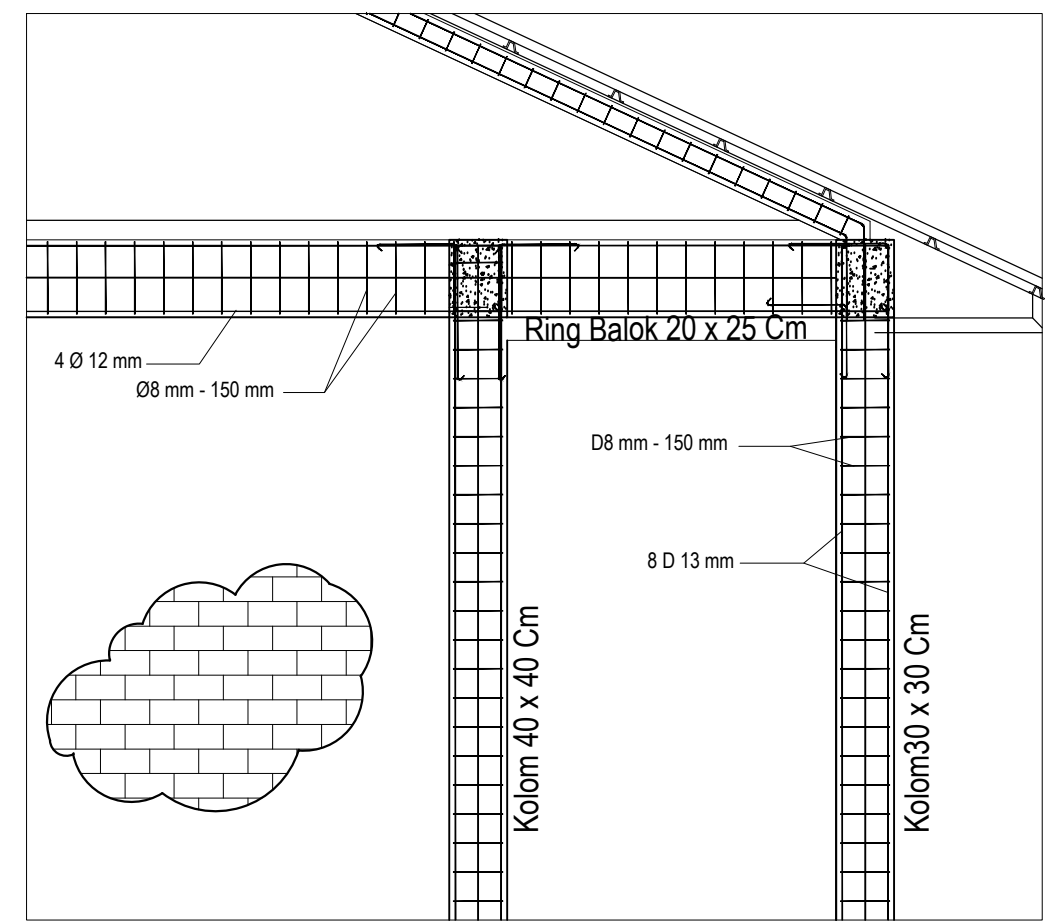 Ring Balok 20 x 25 Cm
4 Ø 12 mm
Ø8 mm - 150 mm
D8 mm - 150 mm
8 D 13 mm
Kolom 40 x 40 Cm
Kolom30 x 30 Cm